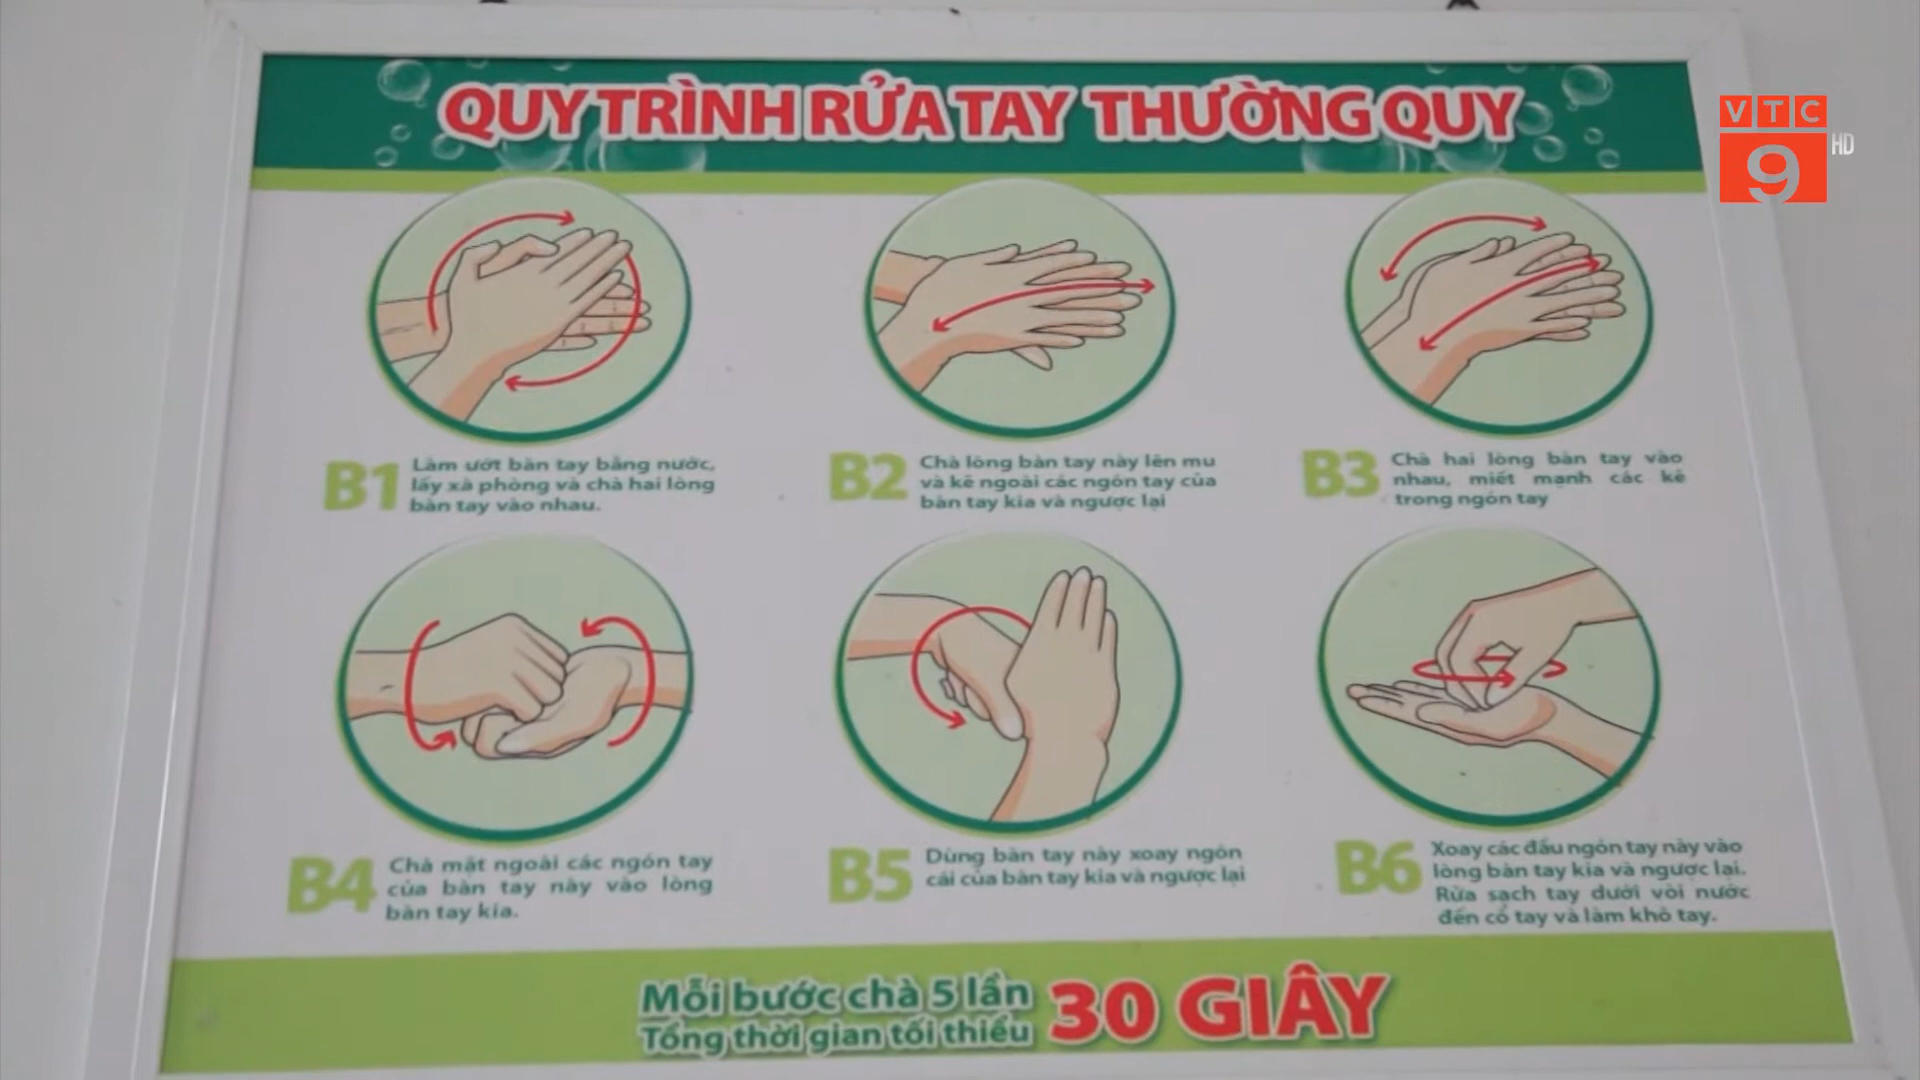 QUY TRÌNH RỬA TAY THƯỜNG QUY
VTC
9 HD
B1 Làm ướt bàn tay bằng nước,
lấy xà phòng và chà hai lòng
bàn tay vào nhau.
B2 Chà lòng bàn tay này lên mu
và kẽ ngoài các ngón tay của
bàn tay kia và ngược lại
B3 Chà hai lòng bàn tay vào
nhau, miết mạnh các kẽ
trong ngón tay
B4 Chà mặt ngoài các ngón tay
của bàn tay này vào lòng
bàn tay kia.
B5 Dùng bàn tay này xoay ngón
cái của bàn tay kia và ngược lại
B6 Xoay các đầu ngón tay này vào
lòng bàn tay kia và ngược lại.
Rửa sạch tay dưới vòi nước
đến cổ tay và làm khô tay.
Mỗi bước chà 5 lần
Tổng thời gian tối thiểu 30 GIÂY